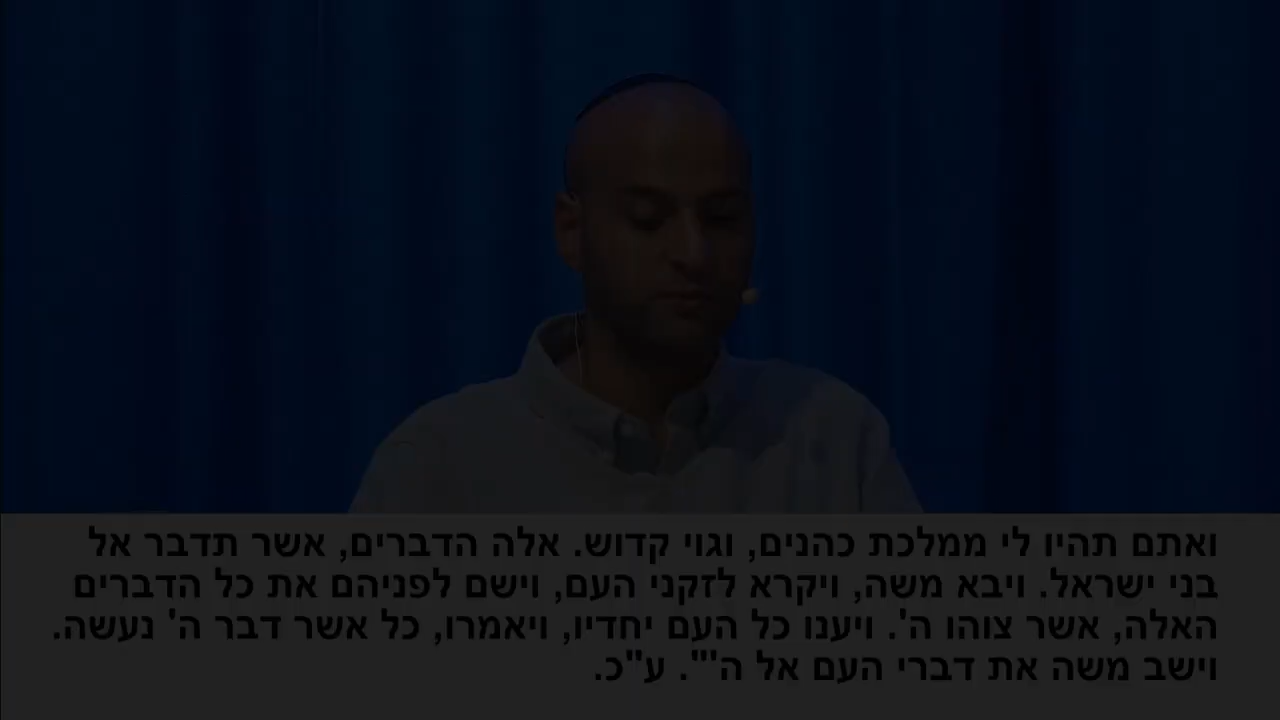 ואתם תהיו לי ממלכת כהנים, וגוי קדוש. אלה הדברים, אשר תדבר אל
בני ישראל. ויבא משה, ויקרא לזקני העם, וישם לפניהם את כל הדברים
האלה, אשר צוהו ה'. ויענו כל העם יחדיו, ויאמרו, כל אשר דבר ה' נעשה.
וישב משה את דברי העם אל ה'"'. ע"כ.